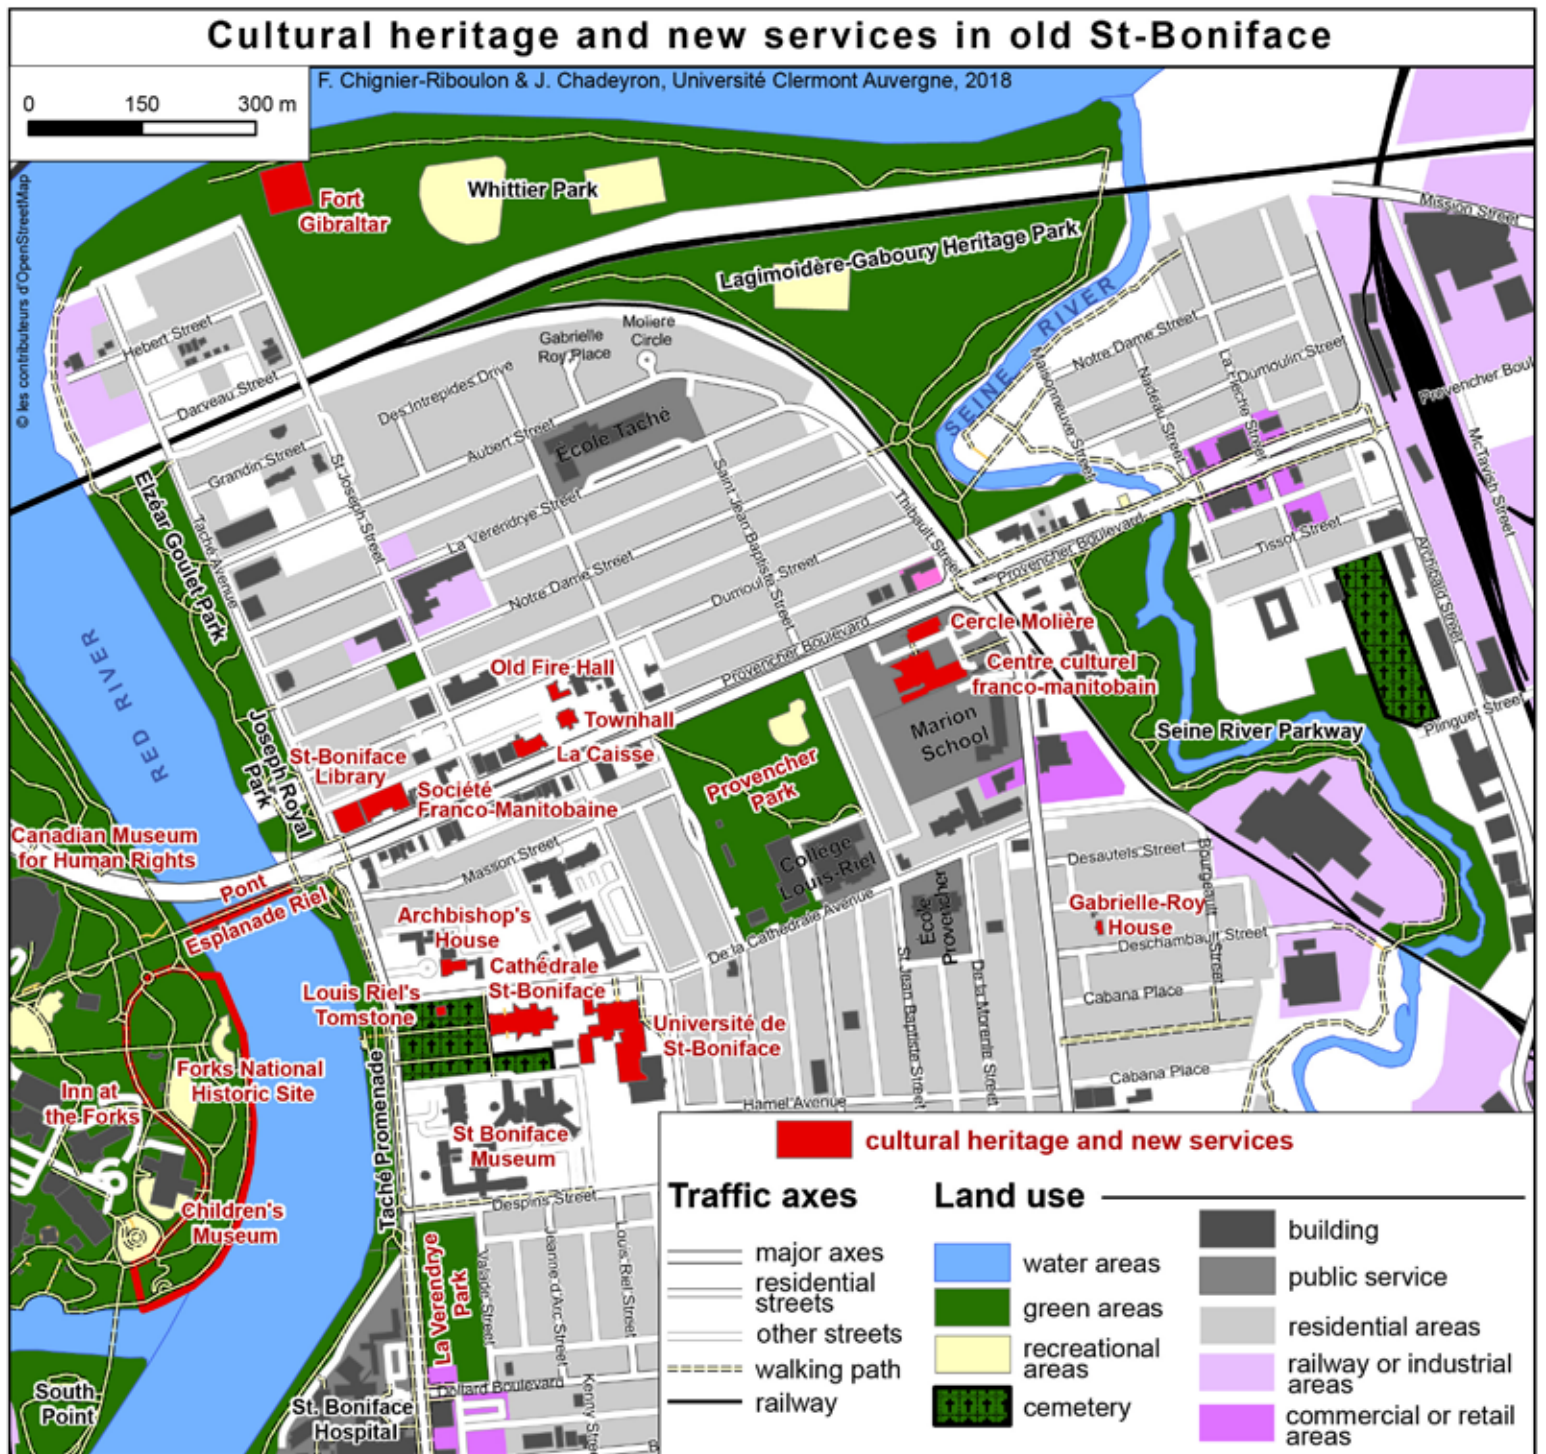 Cultural heritage and new services in old St-Boniface
F. Chignier-Riboulon & J. Chadeyron, Université Clermont Auvergne, 2018
0 150 300 m
© les contributeurs d'OpenStreetMap
Fort
Gibraltar
Whittier Park
Lagimoidère-Gaboury Heritage Park
Mission Street
SEINE RIVER
Hebert Street
Darveau Street
Gabrielle
Roy Place
Moliere
Circle
Des Intrepides Drive
Aubert Street
École Taché
Grandin Street
St Joseph Street
Elzéar Goulet Park
Taché Avenue
La Verendrye Street
Notre Dame Street
Saint Jean Baptiste Street
Dumoulin Street
Thibault Street
Provencher Boulevard
Maisonneuve Street
Notre Dame Street
Nadeau Street
La Fleche Street
Dumoulin Street
Provencher Boul
McTavish Street
Provencher Boulevard
Tissot Street
Archibald Street
Plinguet Street
RED RIVER
Joseph Royal
Park
Old Fire Hall
Townhall
La Caisse
St-Boniface
Library
Société
Franco-Manitobaine
Cercle Molière
Centre culturel
franco-manitobain
Marion
School
Provencher
Park
Seine River Parkway
Canadian Museum
for Human Rights
Pont
Esplanade Riel
Masson Street
College
Louis-Riel
De la Cathedrale Avenue
École
Provencher
Desautels Street
Bourgeault
Street
Gabrielle-Roy
House
Deschambault Street
Cabana Place
Cabana Place
Archbishop's
House
Cathédrale
St-Boniface
Louis Riel's
Tomstone
Université de
St-Boniface
St Jean Baptiste Street
De la Morenie Street
Hamel Avenue
Forks National
Historic Site
Inn at
the Forks
Children's
Museum
Taché Promenade
St Boniface
Museum
Despins Street
La Verendrye
Park
Valade Street
Jeanne d'Arc Street
Louis Riel Street
Dollard Boulevard
Kenny Stree
South
Point
St. Boniface
Hospital
cultural heritage and new services
Traffic axes
major axes
residential
streets
other streets
walking path
railway
Land use
water areas
green areas
recreational
areas
cemetery
building
public service
residential areas
railway or industrial
areas
commercial or retail
areas